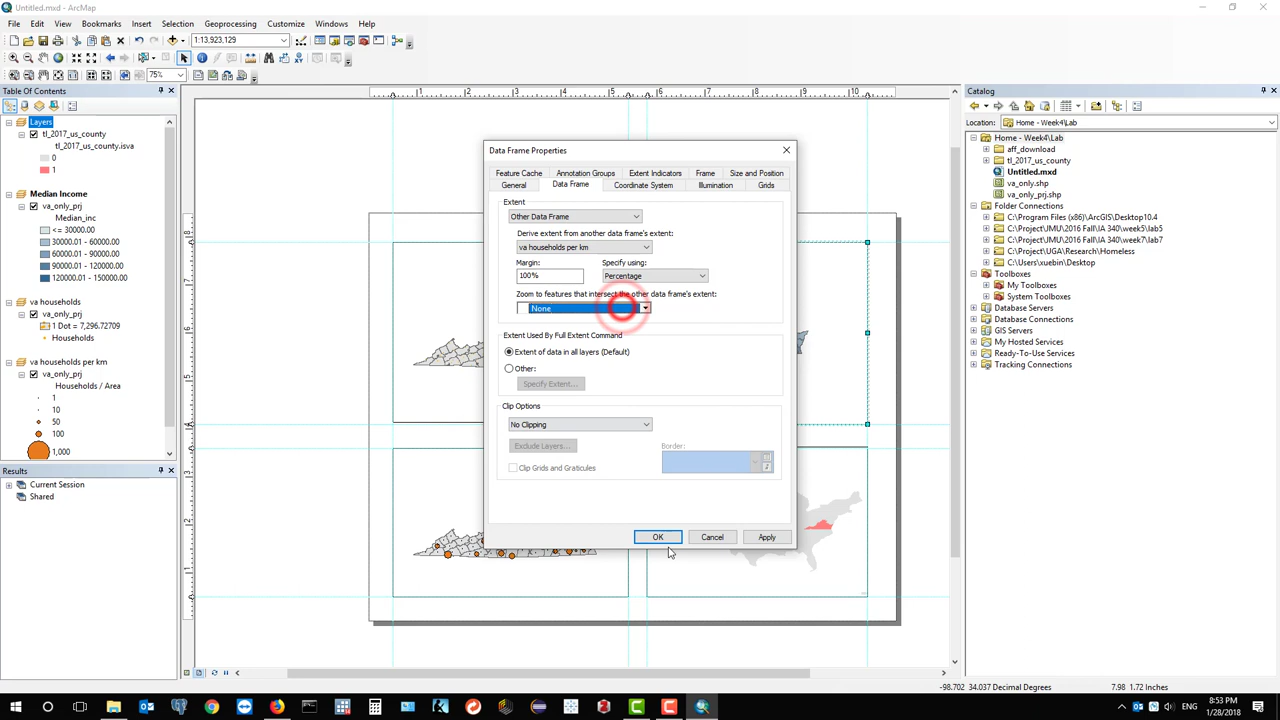 Untitled.mxd - ArcMap
File Edit View Bookmarks Insert Selection Geoprocessing Customize Windows Help
1:13,923,129
75%
Table Of Contents
Layers
tl_2017_us_county
tl_2017_us_county.isva
0
1
Median Income
va_only_prj
Median_inc
<= 30000.00
30000.01 - 60000.00
60000.01 - 90000.00
90000.01 - 120000.00
120000.01 - 150000.00
va households
va_only_prj
1 Dot = 7,296.72709
Households
va households per km
va_only_prj
Households / Area
1
10
50
100
1,000
Results
Current Session
Shared
Data Frame Properties
Feature Cache Annotation Groups Extent Indicators Frame Size and Position
General Data Frame Coordinate System Illumination Grids
Extent
Other Data Frame
Derive extent from another data frame's extent:
va households per km
Margin: Specify using:
100% Percentage
Zoom to features that intersect the other data frame's extent:
None
Extent Used By Full Extent Command
Extent of data in all layers (Default)
Other:
Specify Extent...
Clip Options
No Clipping
Exclude Layers... Border:
Clip Grids and Graticules
OK Cancel Apply
Catalog
Location: Home - Week4\Lab
Home - Week4\Lab
aff_download
tl_2017_us_county
Untitled.mxd
va_only.shp
va_only_prj.shp
Folder Connections
C:\Program Files (x86)\ArcGIS\Desktop10.4
C:\Project\JMU\2016 Fall\IA 340\week5\lab5
C:\Project\JMU\2016 Fall\IA 340\week6\lab7
C:\Project\UGA\Research\Homeless
C:\Users\xuebin\Desktop
Toolboxes
My Toolboxes
System Toolboxes
Database Servers
Database Connections
GIS Servers
My Hosted Services
Ready-To-Use Services
Tracking Connections
-98.702 34.037 Decimal Degrees 7.98 1.72 Inches
ENG
8:53 PM
1/28/2018